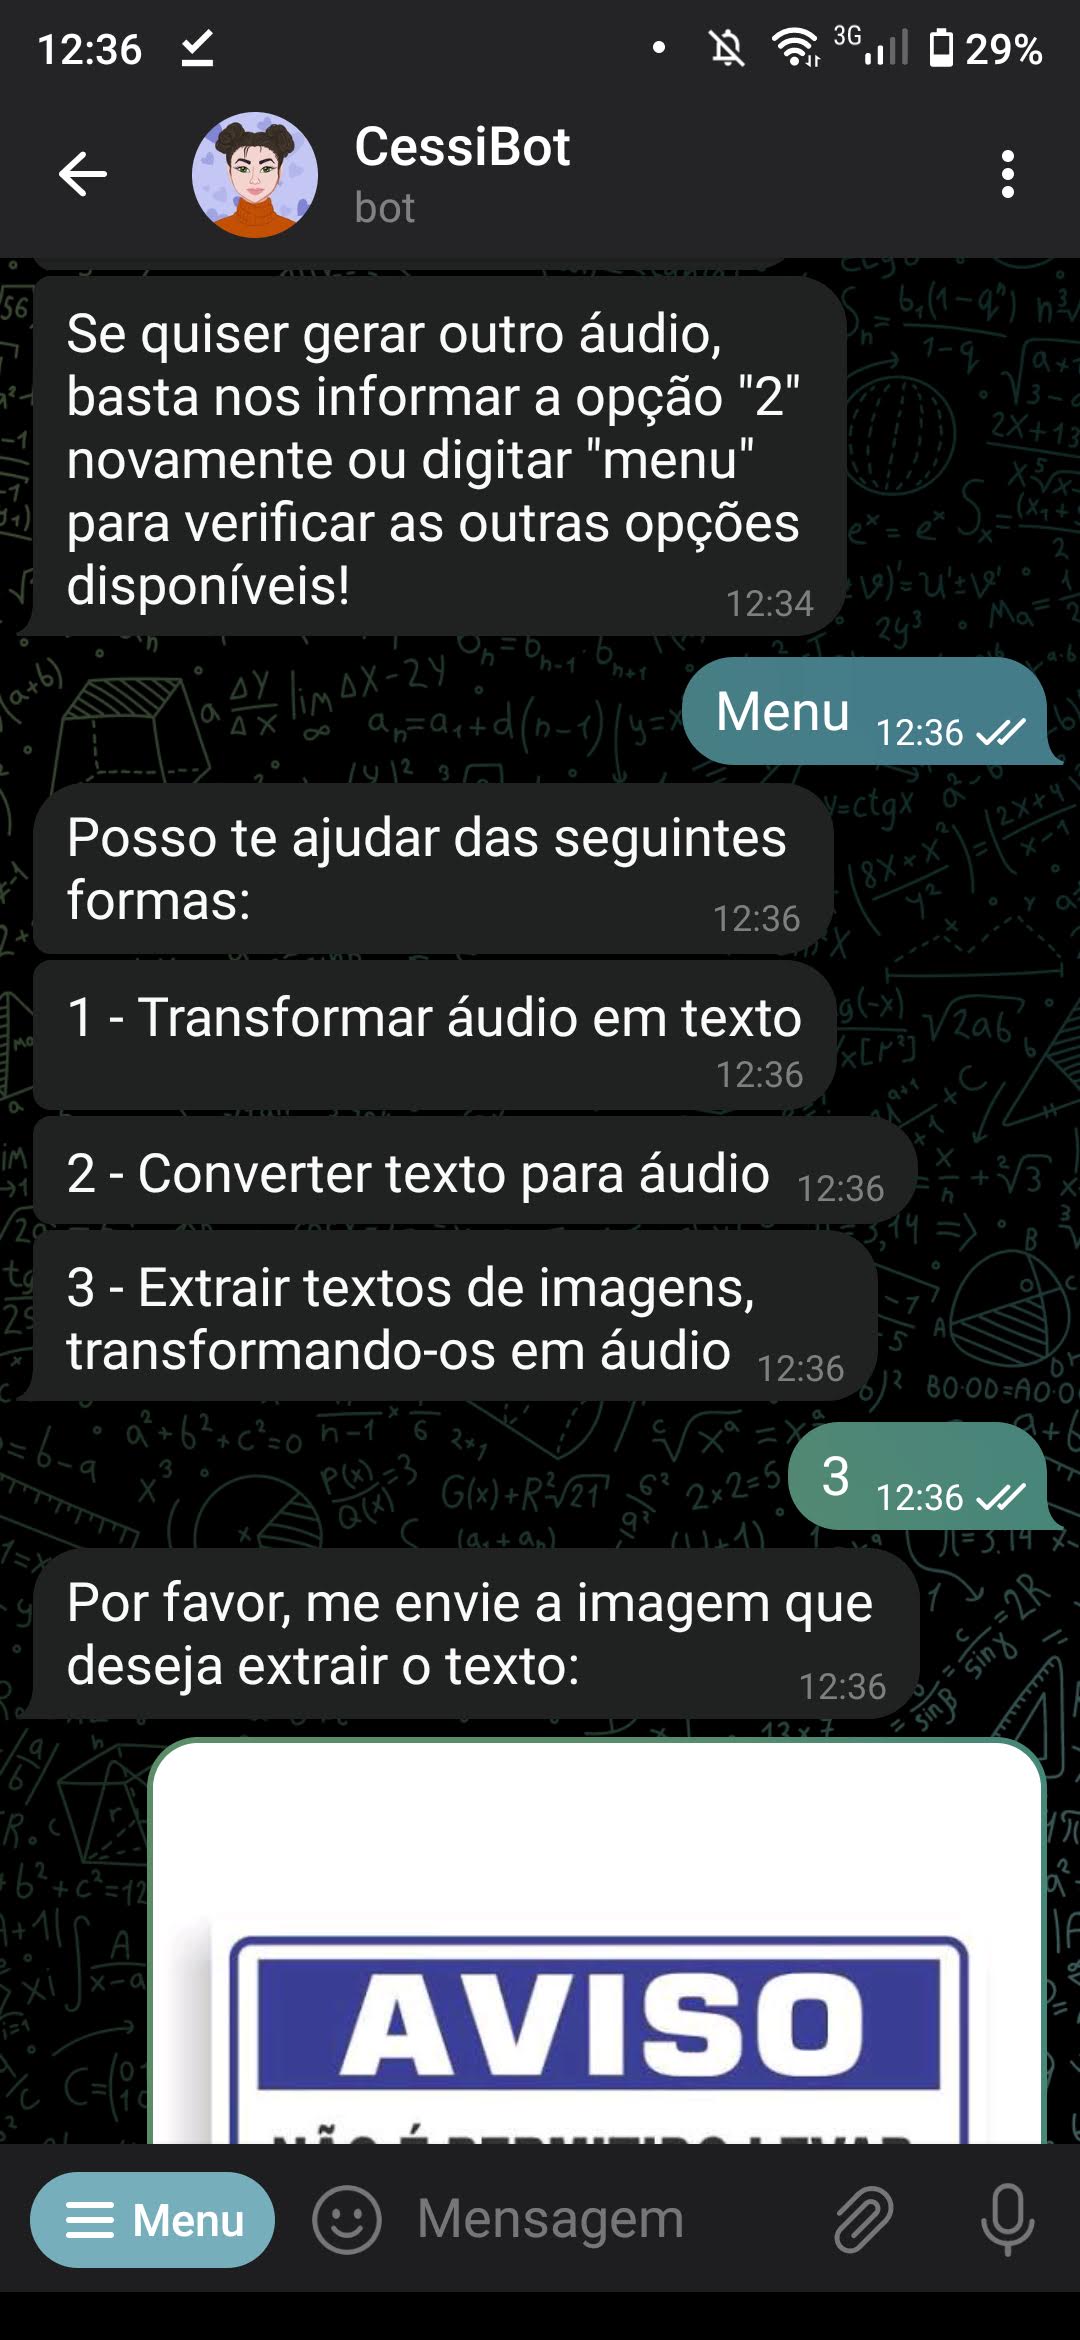 12:36
3G
29%
CessiBot
bot
Se quiser gerar outro áudio,
basta nos informar a opção "2"
novamente ou digitar "menu"
para verificar as outras opções
disponíveis!
12:34
Menu 12:36
Posso te ajudar das seguintes
formas:
12:36
1 - Transformar áudio em texto
12:36
2 - Converter texto para áudio 12:36
3 - Extrair textos de imagens,
transformando-os em áudio 12:36
3 12:36
Por favor, me envie a imagem que
deseja extrair o texto:
12:36
AVISO
NÃO É PERMITIDO LEVAR
Menu
Mensagem